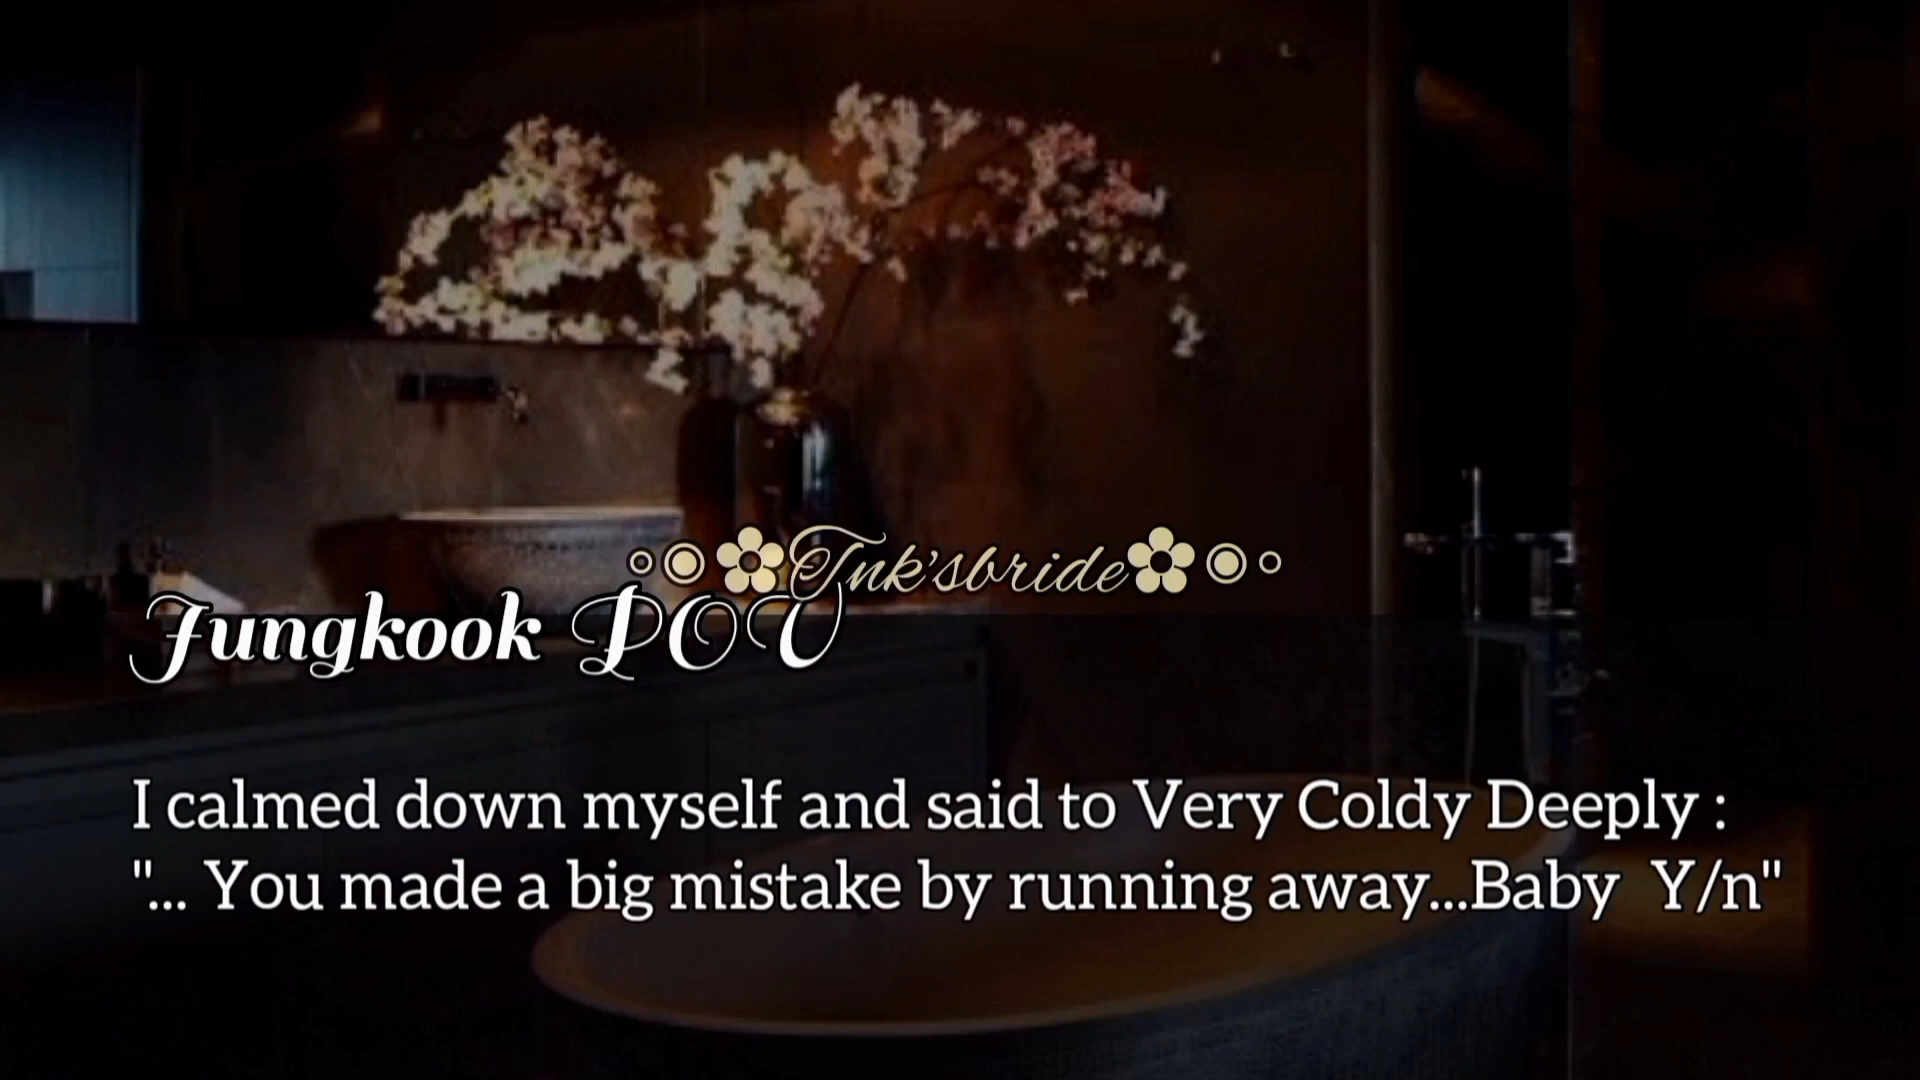 Jnk'sbride
Jungkook POV
I calmed down myself and said to Very Coldy Deeply :
"... You made a big mistake by running away...Baby Y/n"